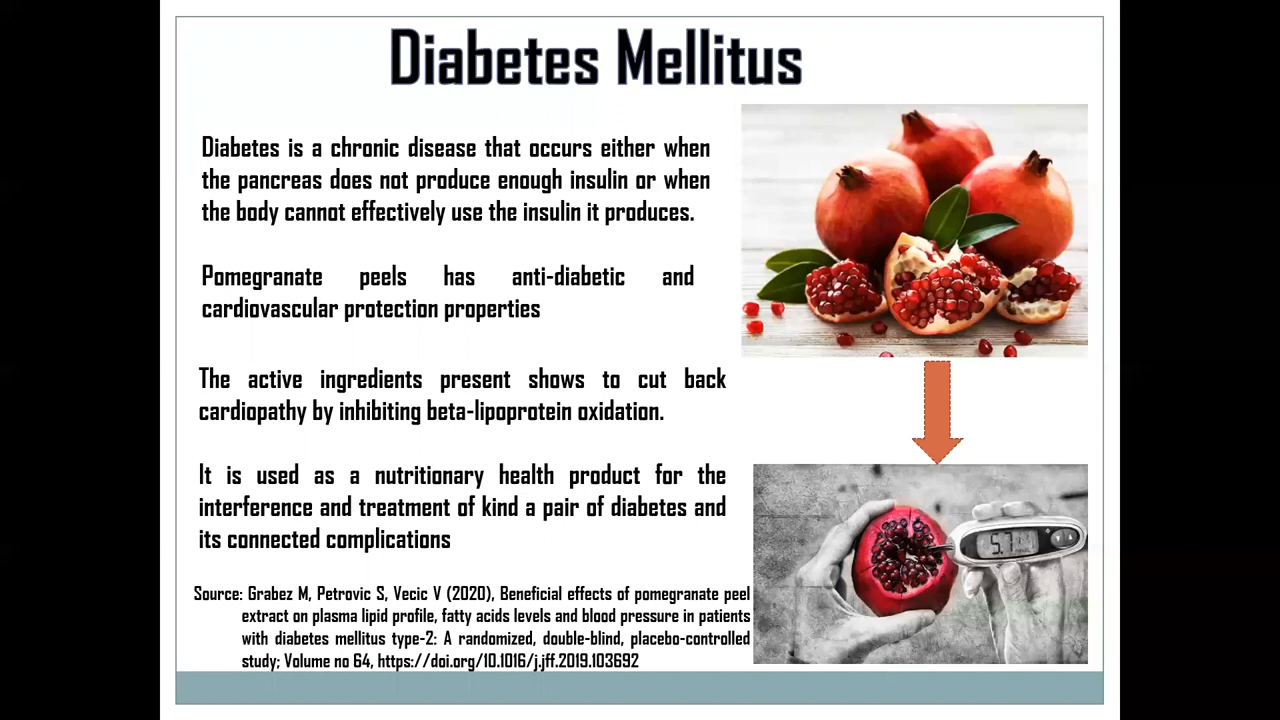 Diabetes Mellitus
Diabetes is a chronic disease that occurs either when
the pancreas does not produce enough insulin or when
the body cannot effectively use the insulin it produces.
Pomegranate peels has anti-diabetic and
cardiovascular protection properties
The active ingredients present shows to cut back
cardiopathy by inhibiting beta-lipoprotein oxidation.
It is used as a nutritionary health product for the
interference and treatment of kind a pair of diabetes and
its connected complications
Source: Grabez M, Petrovic S, Vecic V (2020), Beneficial effects of pomegranate peel
extract on plasma lipid profile, fatty acids levels and blood pressure in patients
with diabetes mellitus type-2: A randomized, double-blind, placebo-controlled
study; Volume no 64, https://doi.org/10.1016/j.jff.2019.103692
5.7